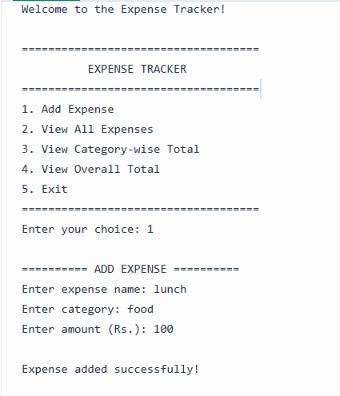 Welcome to the Expense Tracker!
====================================
EXPENSE TRACKER
====================================
1. Add Expense
2. View All Expenses
3. View Category-wise Total
4. View Overall Total
5. Exit
====================================
Enter your choice: 1
========== ADD EXPENSE ==========
Enter expense name: lunch
Enter category: food
Enter amount (Rs.): 100
Expense added successfully!